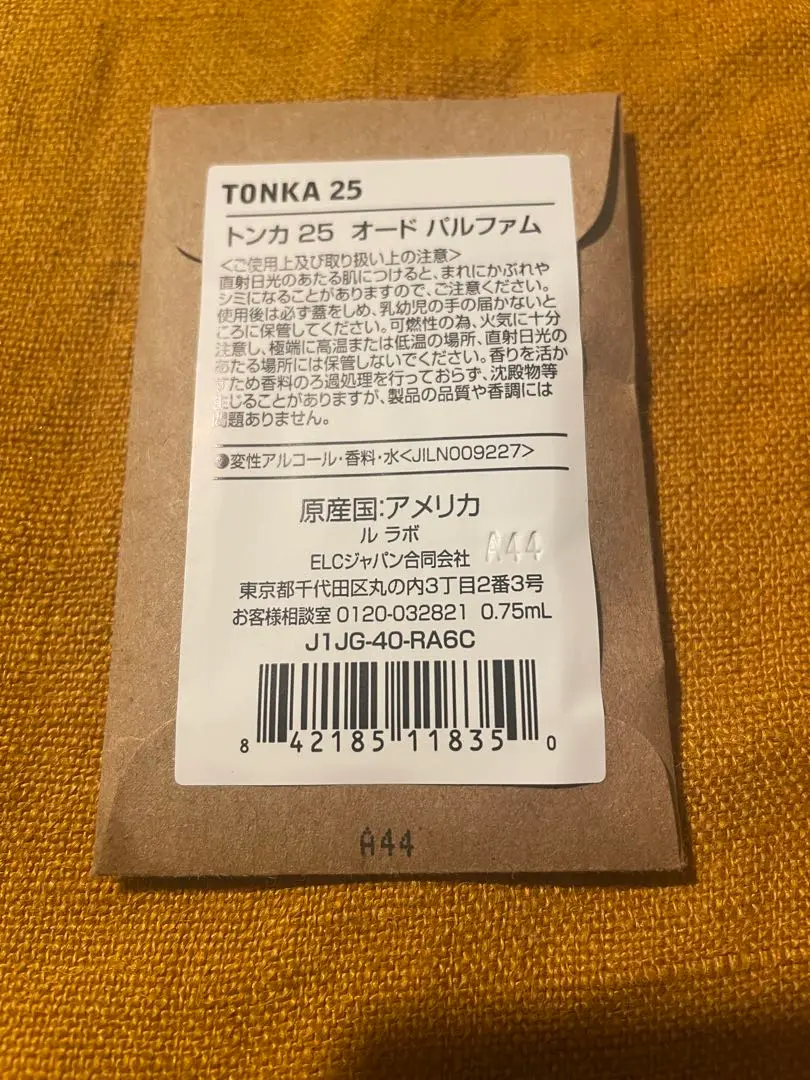 TONKA 25
トンカ 25 オード パルファム
<ご使用上及び取り扱い上の注意>
直射日光のあたる肌につけると、まれにかぶれや
シミになることがありますので、ご注意ください。
使用後は必ず蓋をしめ、乳幼児の手の届かないと
ころに保管してください。可燃性の為、火気に十分
注意し、極端に高温または低温の場所、直射日光の
あたる場所には保管しないでください。香りを活か
すため香料のろ過処理を行っておらず、沈殿物等
生じることがありますが、製品の品質や香調には
問題ありません。
●変性アルコール・香料・水<JILN009227>
原産国:アメリカ
ル ラボ
A44
ELCジャパン合同会社
東京都千代田区丸の内3丁目2番3号
お客様相談室 0120-032821 0.75mL
J1JG-40-RA6C
8 42185 11835 0
A44